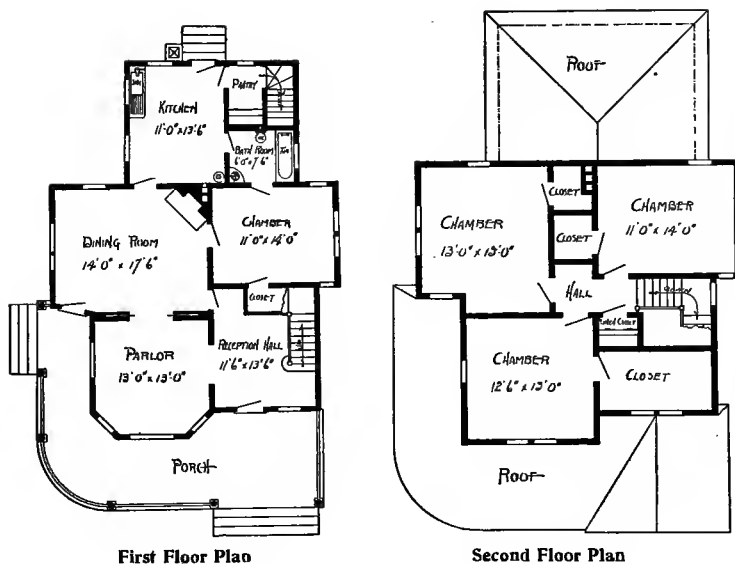 KITCHEN
11'-0" x 13'-6"
PANTRY
BATH ROOM
6'-0" x 7'-6"
TUB
DINING ROOM
14'-0" x 17'-6"
CHAMBER
11'-0" x 14'-0"
CLOSET
PARLOR
13'-0" x 13'-0"
RECEPTION HALL
11'-6" x 13'-6"
PORCH
First Floor Plan
ROOF
CHAMBER
13'-0" x 13'-0"
CLOSET
CLOSET
CHAMBER
11'-0" x 14'-0"
HALL
DOWN
LINEN CLOSET
CHAMBER
12'-6" x 13'-0"
CLOSET
ROOF
Second Floor Plan